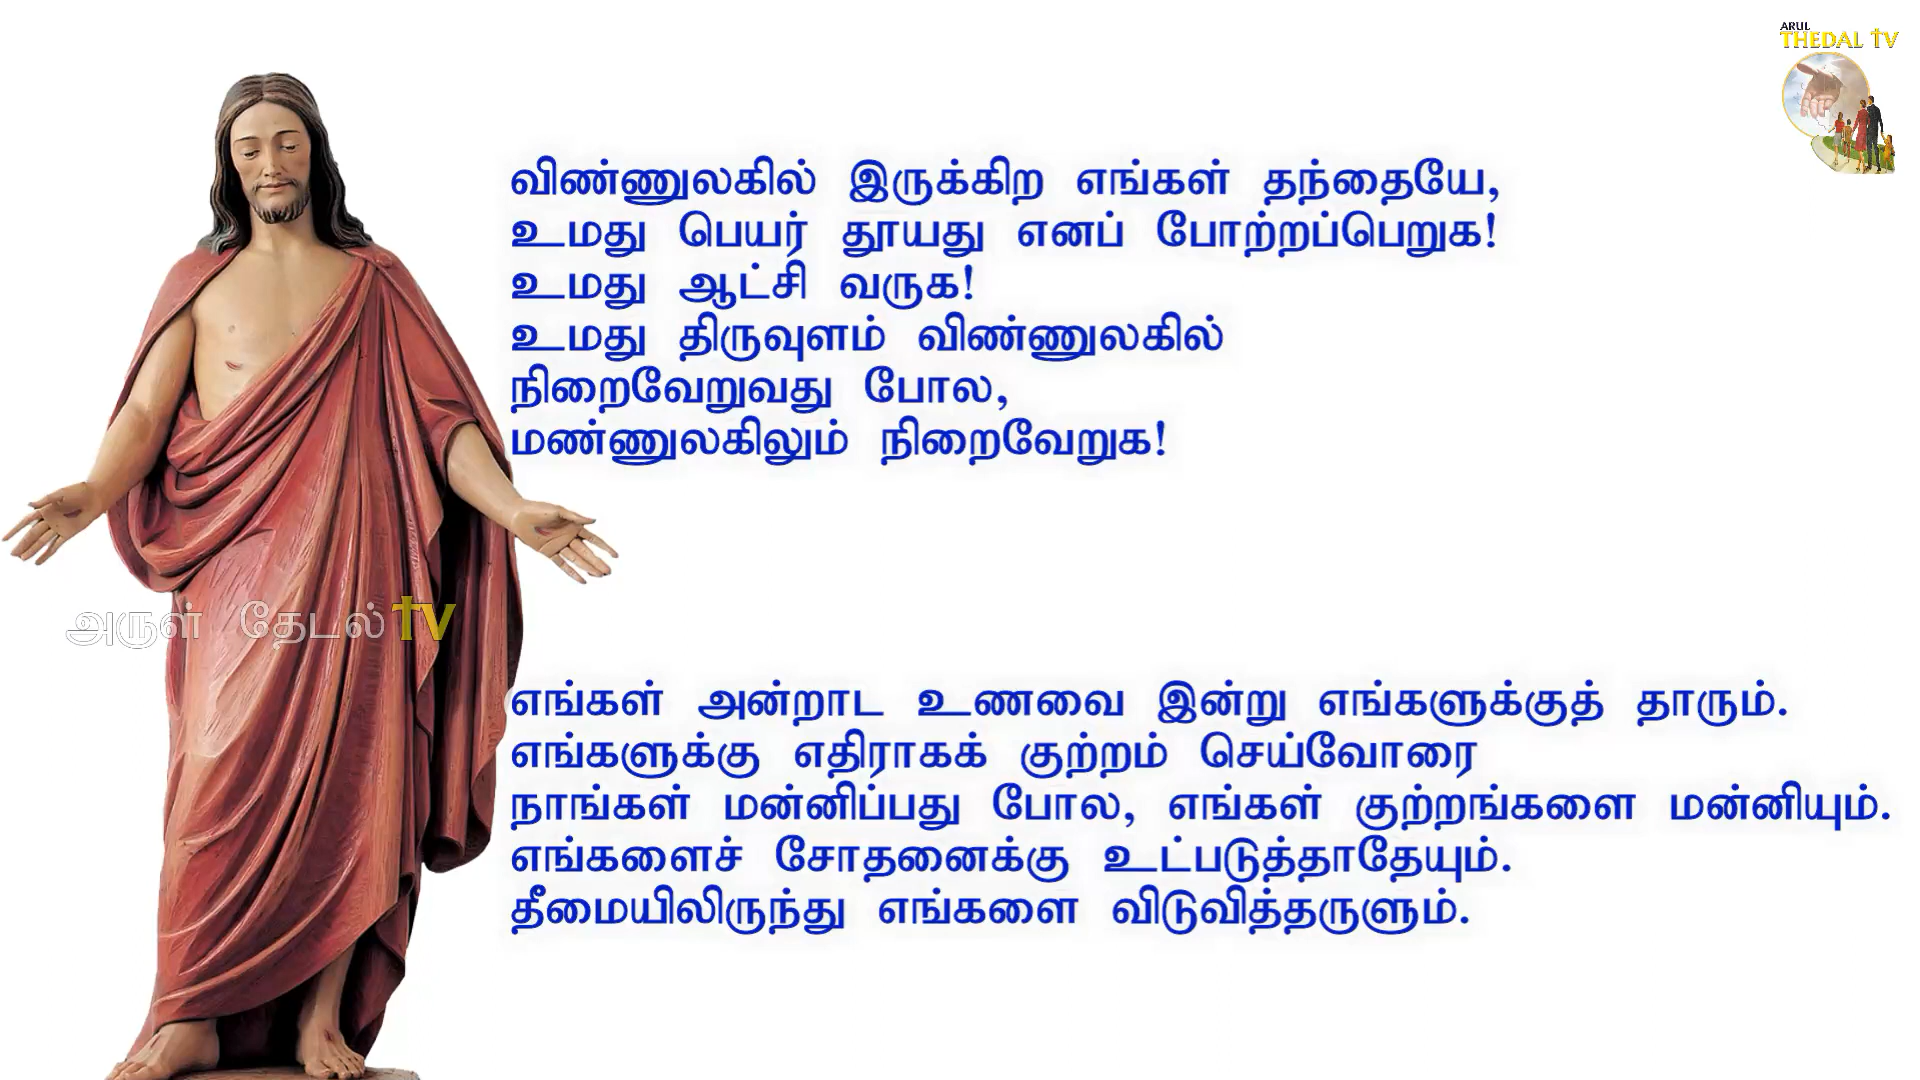 ARUL
THEDAL TV
விண்ணுலகில் இருக்கிற எங்கள் தந்தையே,
உமது பெயர் தூயது எனப் போற்றப்பெறுக!
உமது ஆட்சி வருக!
உமது திருவுளம் விண்ணுலகில்
நிறைவேறுவது போல,
மண்ணுலகிலும் நிறைவேறுக!
அருள் தேடல் TV
எங்கள் அன்றாட உணவை இன்று எங்களுக்குத் தாரும்.
எங்களுக்கு எதிராகக் குற்றம் செய்வோரை
நாங்கள் மன்னிப்பது போல, எங்கள் குற்றங்களை மன்னியும்.
எங்களைச் சோதனைக்கு உட்படுத்தாதேயும்.
தீமையிலிருந்து எங்களை விடுவித்தருளும்.